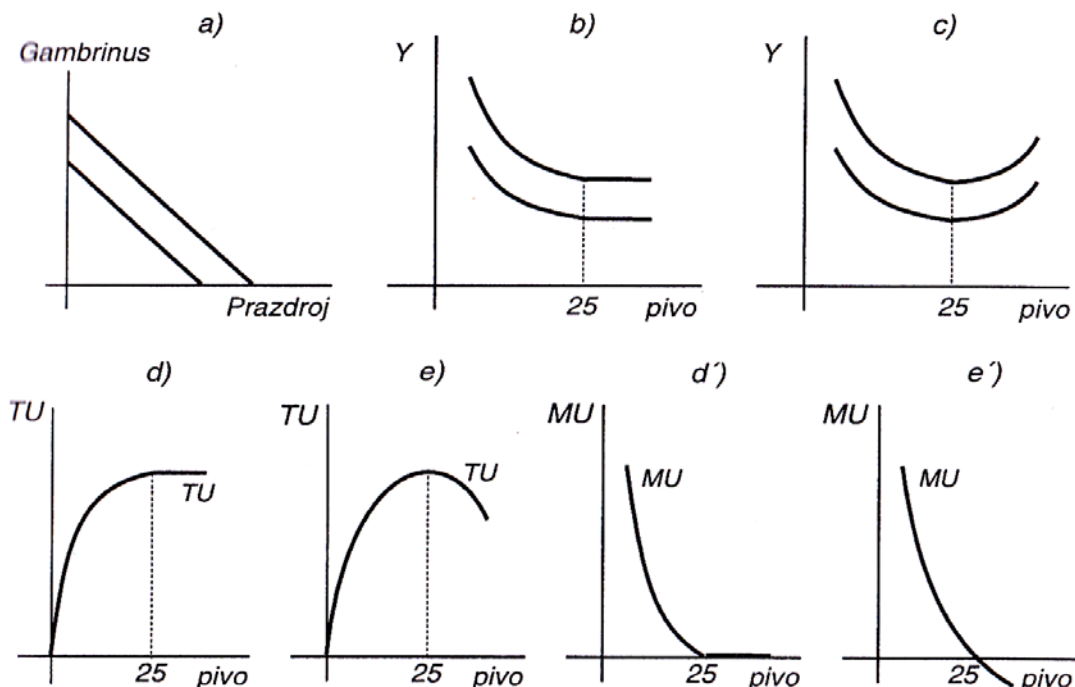 a)
Gambrinus
Prazdroj
b)
Y
25
pivo
c)
Y
25
pivo
d)
TU
TU
25
pivo
e)
TU
TU
25
pivo
d´)
MU
MU
25
pivo
e´)
MU
MU
25
pivo